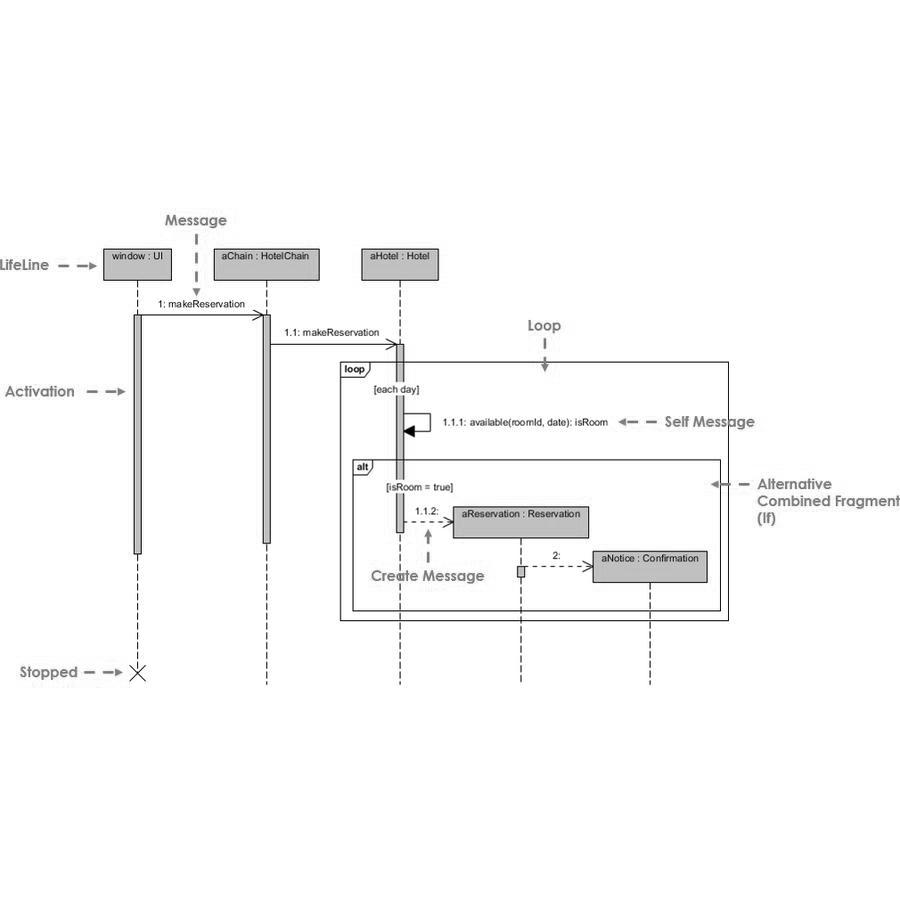 Message
LifeLine
window : UI
aChain : HotelChain
aHotel : Hotel
1: makeReservation
1.1: makeReservation
Loop
loop
[each day]
Activation
1.1.1: available(roomId, date): isRoom
Self Message
alt
[isRoom = true]
Alternative
Combined Fragment
(If)
1.1.2:
aReservation : Reservation
2:
aNotice : Confirmation
Create Message
Stopped